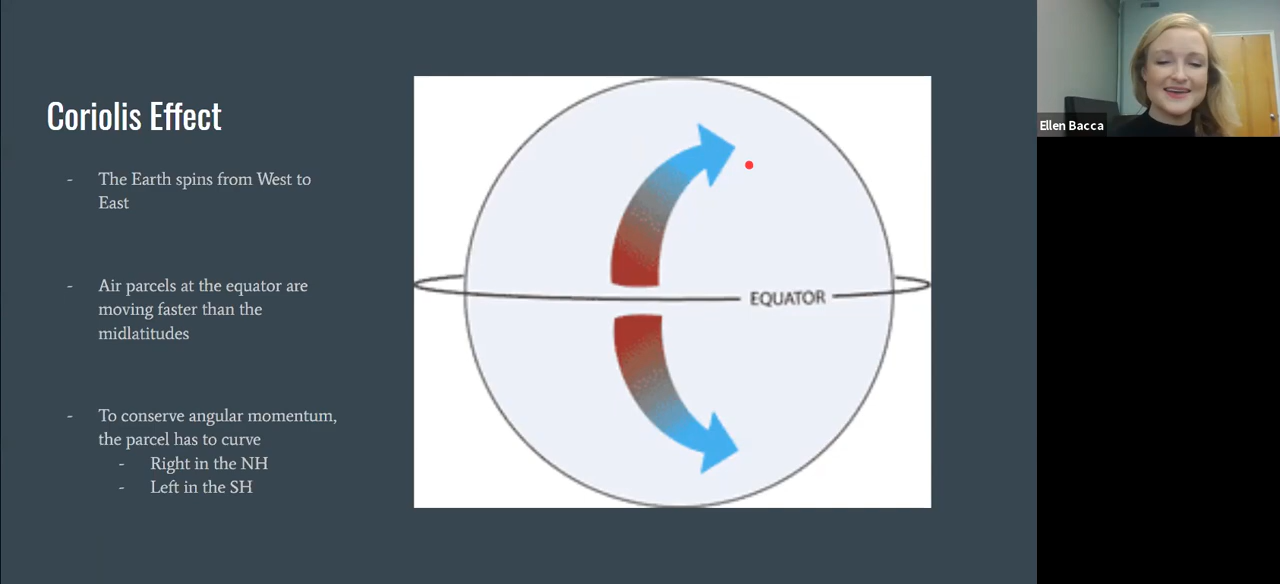 Coriolis Effect
- The Earth spins from West to
East
- Air parcels at the equator are
moving faster than the
midlatitudes
- To conserve angular momentum,
the parcel has to curve
- Right in the NH
- Left in the SH
EQUATOR
Ellen Bacca